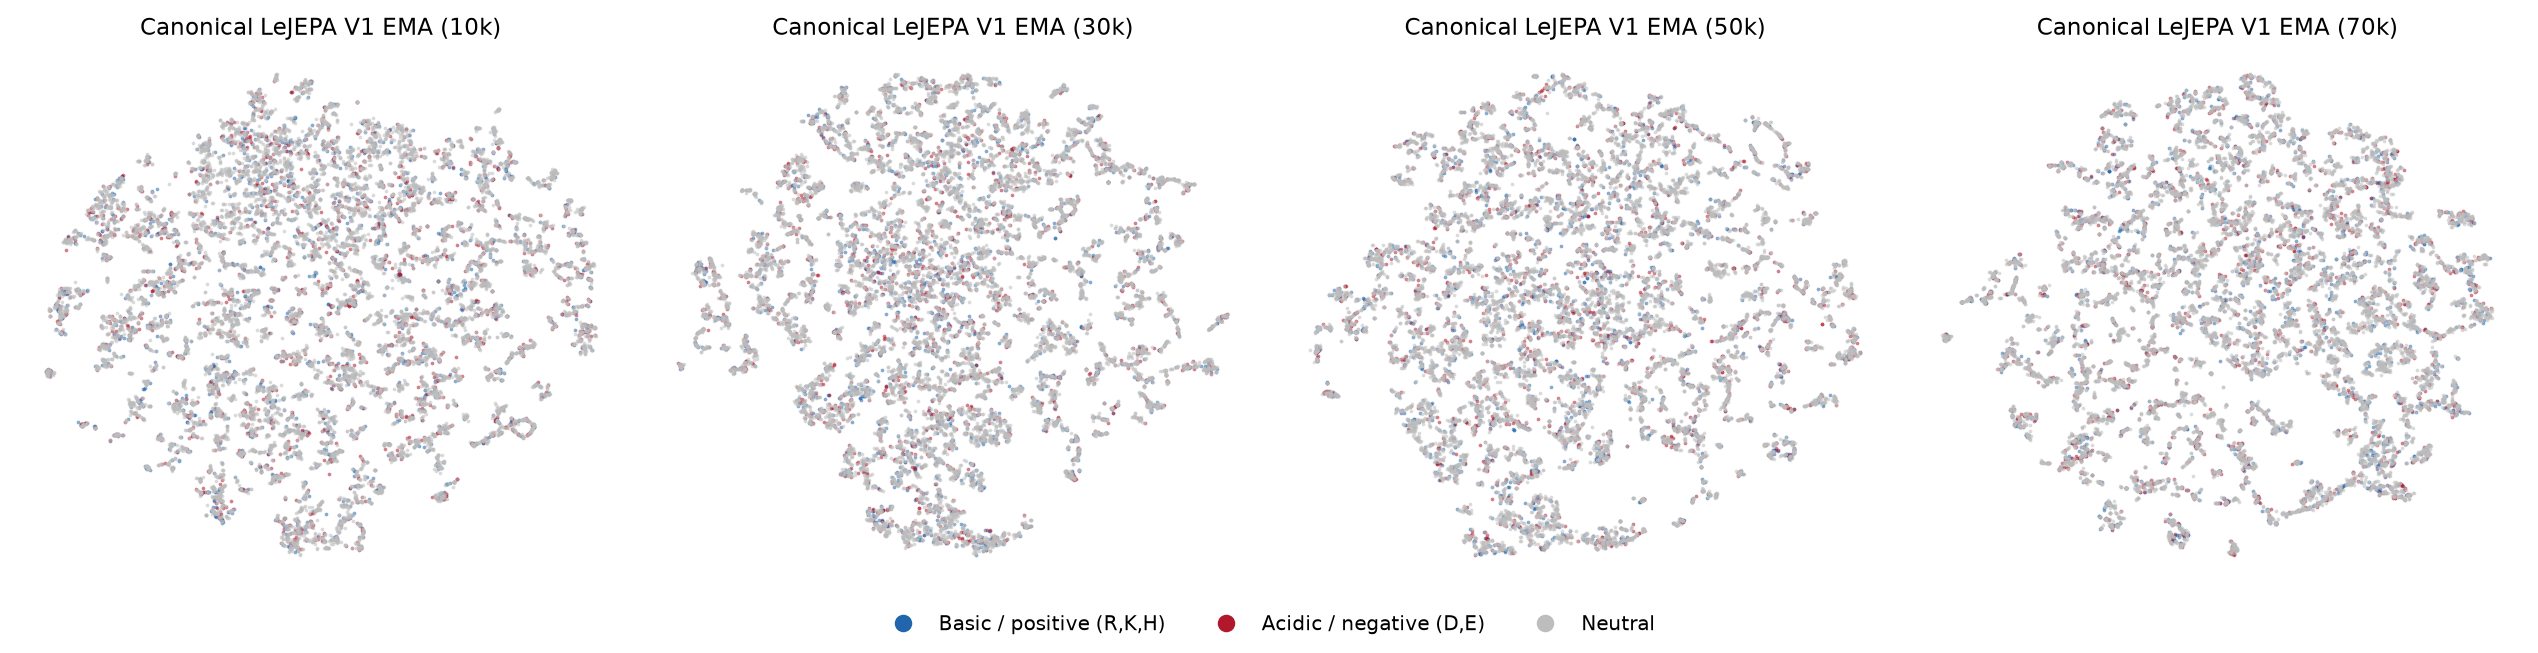 Canonical LeJEPA V1 EMA (10k)
Canonical LeJEPA V1 EMA (30k)
Canonical LeJEPA V1 EMA (50k)
Canonical LeJEPA V1 EMA (70k)
Basic / positive (R,K,H)
Acidic / negative (D,E)
Neutral